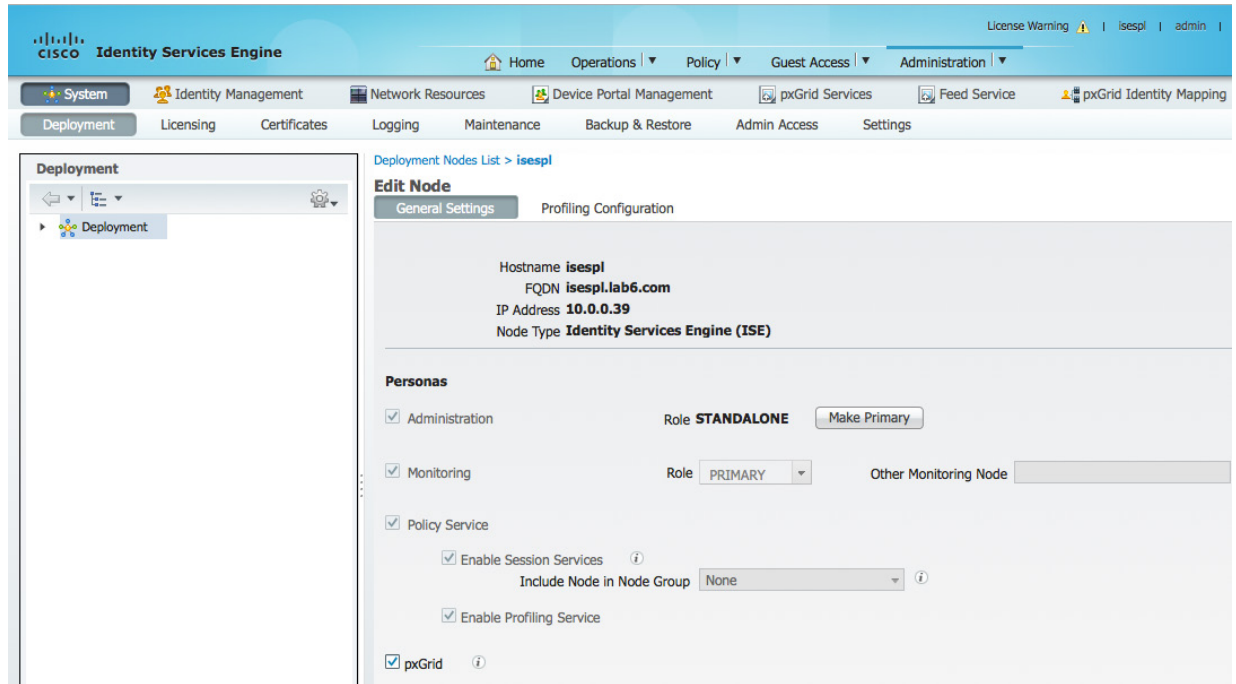 License Warning | isespl | admin |
cisco Identity Services Engine
Home Operations | Policy | Guest Access | Administration |
System Identity Management Network Resources Device Portal Management pxGrid Services Feed Service pxGrid Identity Mapping
Deployment Licensing Certificates Logging Maintenance Backup & Restore Admin Access Settings
Deployment
Deployment
Deployment Nodes List > isespl
Edit Node
General Settings Profiling Configuration
Hostname isespl
FQDN isespl.lab6.com
IP Address 10.0.0.39
Node Type Identity Services Engine (ISE)
Personas
Administration Role STANDALONE Make Primary
Monitoring Role PRIMARY Other Monitoring Node
Policy Service
Enable Session Services i
Include Node in Node Group None i
Enable Profiling Service
pxGrid i